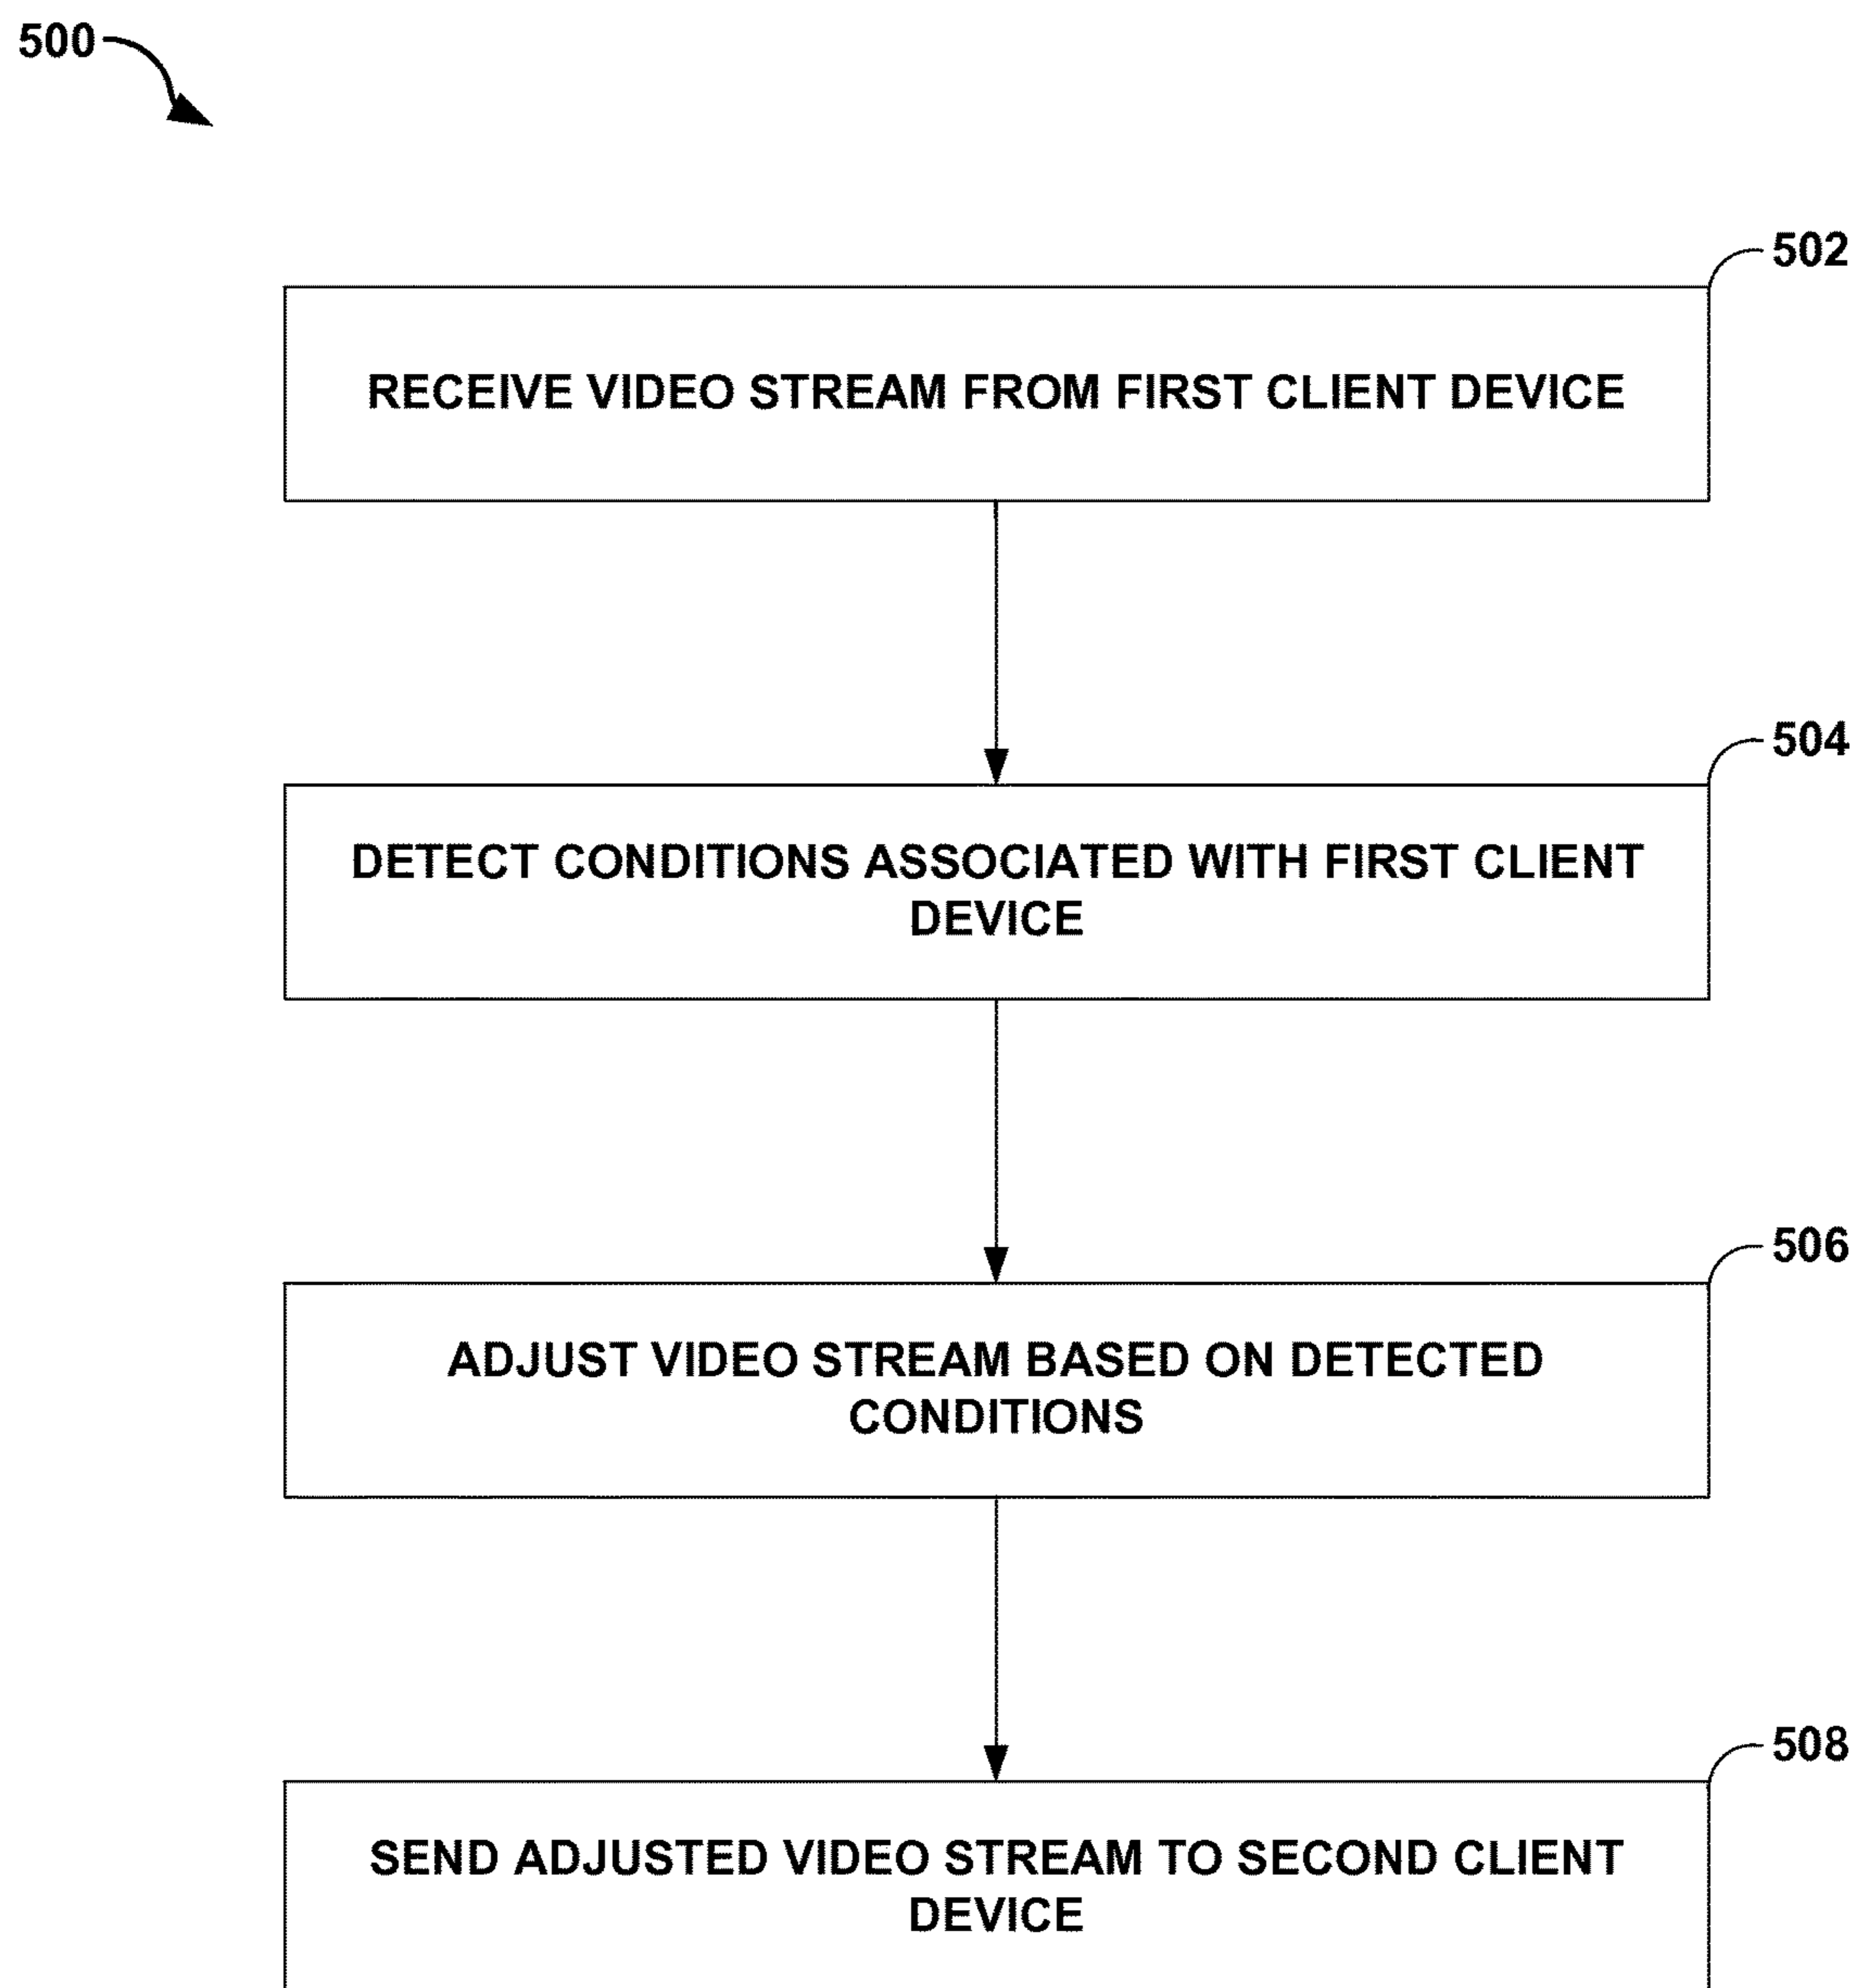 500
502
RECEIVE VIDEO STREAM FROM FIRST CLIENT DEVICE
504
DETECT CONDITIONS ASSOCIATED WITH FIRST CLIENT
DEVICE
506
ADJUST VIDEO STREAM BASED ON DETECTED
CONDITIONS
508
SEND ADJUSTED VIDEO STREAM TO SECOND CLIENT
DEVICE